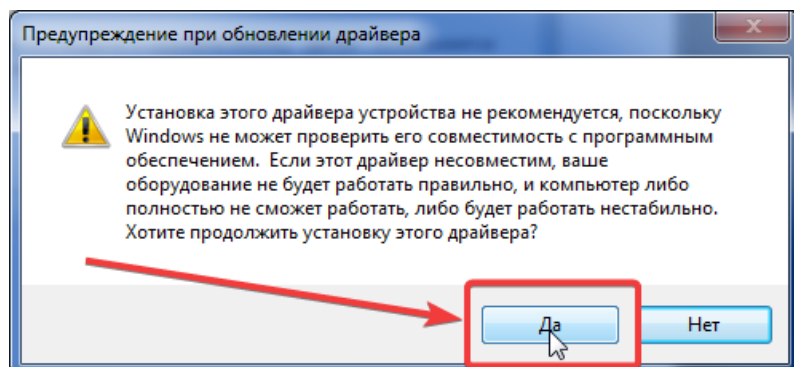 Предупреждение при обновлении драйвера
Установка этого драйвера устройства не рекомендуется, поскольку
Windows не может проверить его совместимость с программным
обеспечением. Если этот драйвер несовместим, ваше
оборудование не будет работать правильно, и компьютер либо
полностью не сможет работать, либо будет работать нестабильно.
Хотите продолжить установку этого драйвера?
Да
Нет